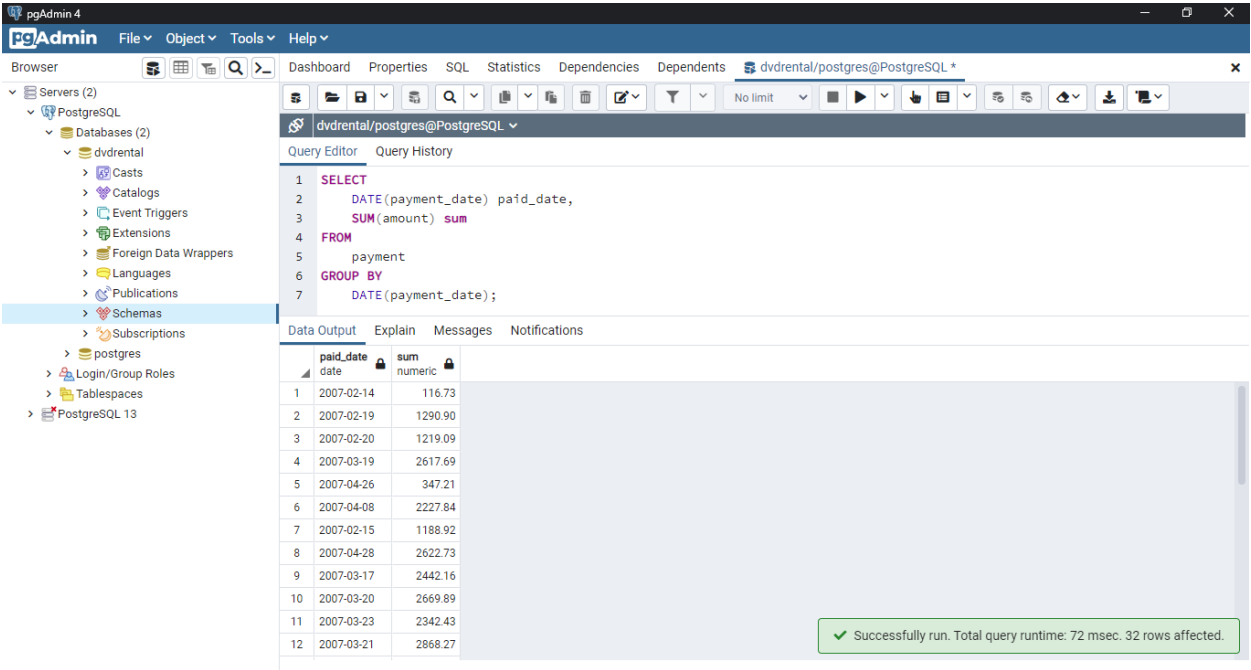 pgAdmin 4
pgAdmin File Object Tools Help
Browser
Dashboard Properties SQL Statistics Dependencies Dependents dvdrental/postgres@PostgreSQL *
Servers (2)
PostgreSQL
Databases (2)
dvdrental
Casts
Catalogs
Event Triggers
Extensions
Foreign Data Wrappers
Languages
Publications
Schemas
Subscriptions
postgres
Login/Group Roles
Tablespaces
PostgreSQL 13
No limit
dvdrental/postgres@PostgreSQL
Query Editor Query History
1 SELECT
2 DATE(payment_date) paid_date,
3 SUM(amount) sum
4 FROM
5 payment
6 GROUP BY
7 DATE(payment_date);
Data Output Explain Messages Notifications
paid_date sum
date numeric
1 2007-02-14 116.73
2 2007-02-19 1290.90
3 2007-02-20 1219.09
4 2007-03-19 2617.69
5 2007-04-26 347.21
6 2007-04-08 2227.84
7 2007-02-15 1188.92
8 2007-04-28 2622.73
9 2007-03-17 2442.16
10 2007-03-20 2669.89
11 2007-03-23 2342.43
12 2007-03-21 2868.27
Successfully run. Total query runtime: 72 msec. 32 rows affected.